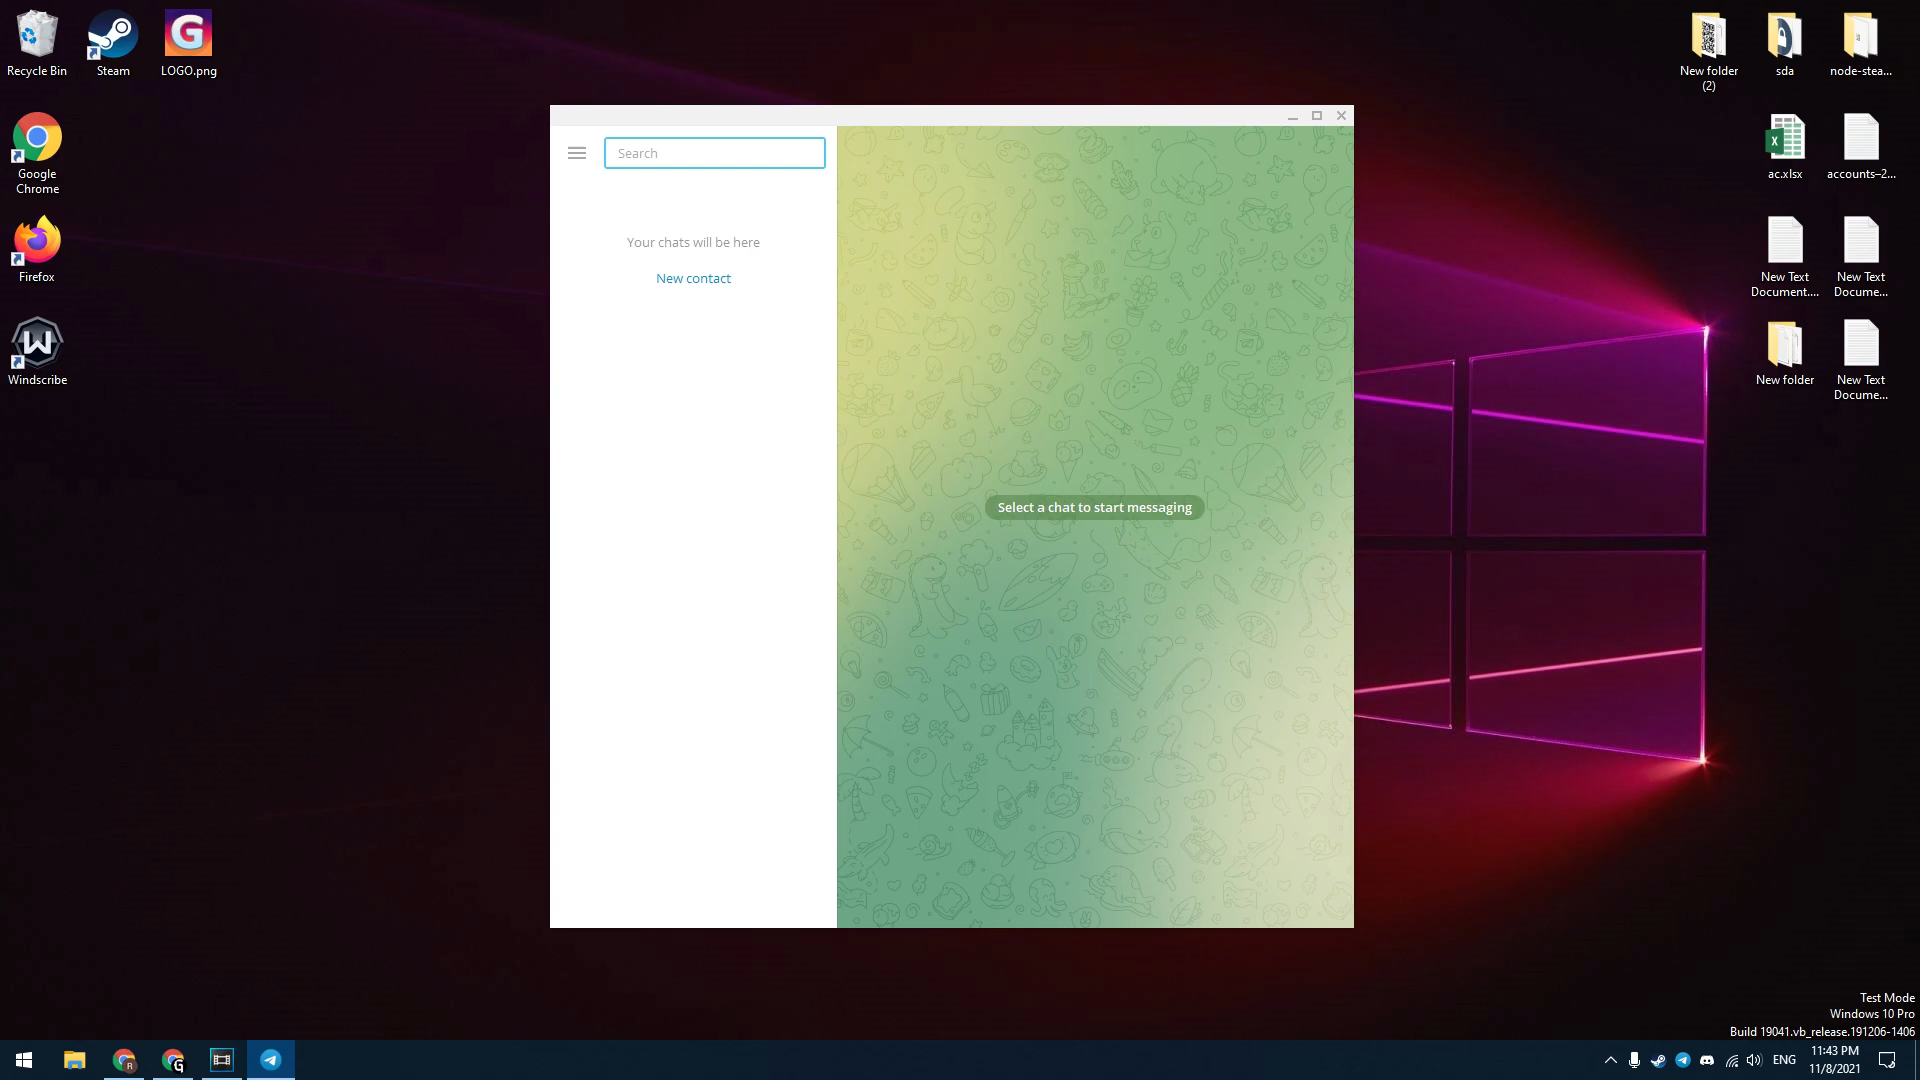 Recycle Bin
Steam
LOGO.png
Google
Chrome
Firefox
Windscribe
Search
Your chats will be here
New contact
Select a chat to start messaging
New folder
(2)
sda
node-stea...
ac.xlsx
accounts–2...
New Text
Document....
New Text
Docume...
New folder
New Text
Docume...
Test Mode
Windows 10 Pro
Build 19041.vb_release.191206-1406
ENG
11:43 PM
11/8/2021